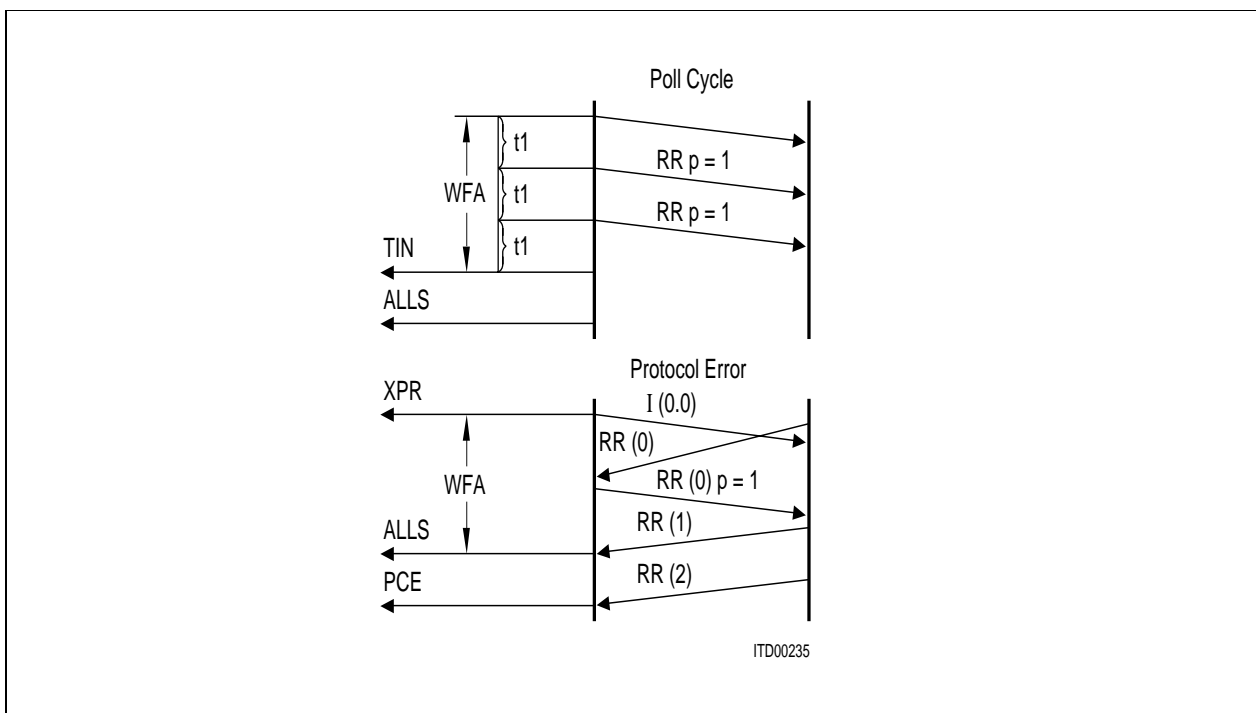 Poll Cycle
t1
RR p = 1
WFA
t1
RR p = 1
TIN
t1
ALLS
Protocol Error
XPR
I (0.0)
RR (0)
WFA
RR (0) p = 1
ALLS
RR (1)
PCE
RR (2)
ITD00235